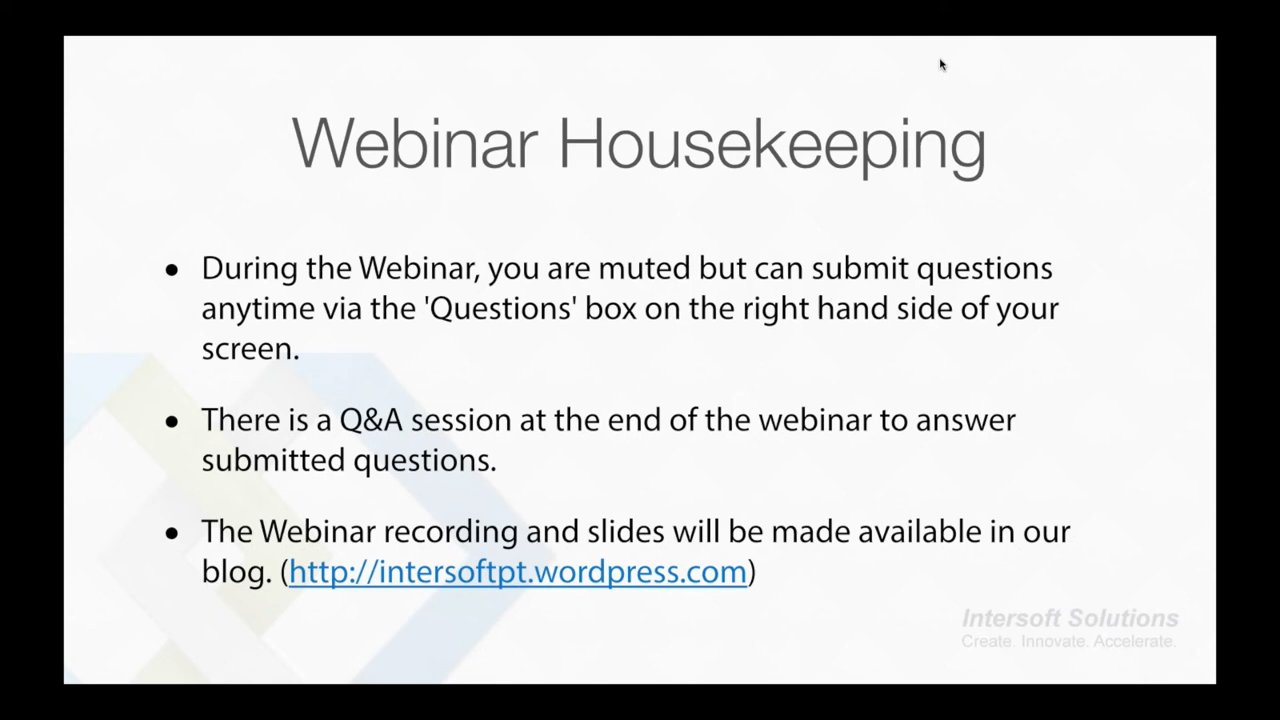 Webinar Housekeeping
• During the Webinar, you are muted but can submit questions
anytime via the 'Questions' box on the right hand side of your
screen.
• There is a Q&A session at the end of the webinar to answer
submitted questions.
• The Webinar recording and slides will be made available in our
blog. (http://intersoftpt.wordpress.com)
Intersoft Solutions
Create. Innovate. Accelerate.